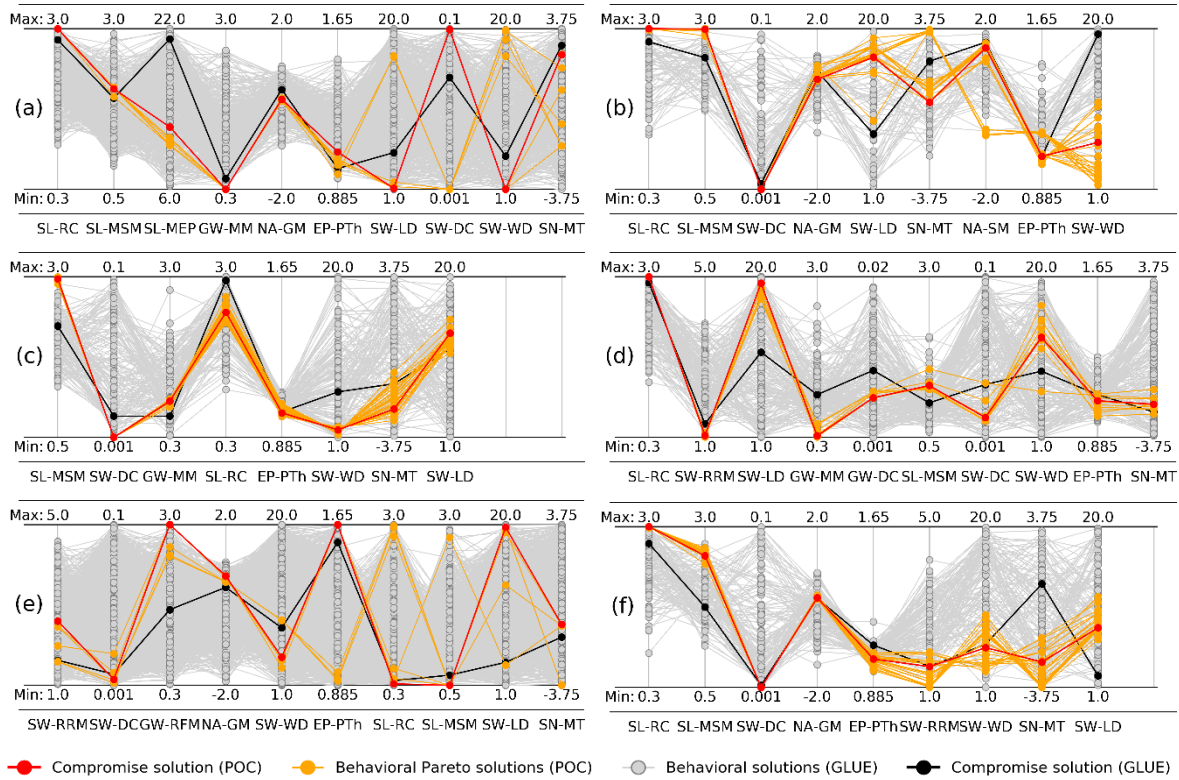 Max: 3.0 3.0 22.0 3.0 2.0 1.65 20.0 0.1 20.0 3.75
(a)
Min: 0.3 0.5 6.0 0.3 -2.0 0.885 1.0 0.001 1.0 -3.75
SL-RC SL-MSM SL-MEP GW-MM NA-GM EP-PTh SW-LD SW-DC SW-WD SN-MT
Max: 3.0 3.0 0.1 2.0 20.0 3.75 2.0 1.65 20.0
(b)
Min: 0.3 0.5 0.001 -2.0 1.0 -3.75 -2.0 0.885 1.0
SL-RC SL-MSM SW-DC NA-GM SW-LD SN-MT NA-SM EP-PTh SW-WD
Max: 3.0 0.1 3.0 3.0 1.65 20.0 3.75 20.0
(c)
Min: 0.5 0.001 0.3 0.3 0.885 1.0 -3.75 1.0
SL-MSM SW-DC GW-MM SL-RC EP-PTh SW-WD SN-MT SW-LD
Max: 3.0 5.0 20.0 3.0 0.02 3.0 0.1 20.0 1.65 3.75
(d)
Min: 0.3 1.0 1.0 0.3 0.001 0.5 0.001 1.0 0.885 -3.75
SL-RC SW-RRM SW-LD GW-MM GW-DC SL-MSM SW-DC SW-WD EP-PTh SN-MT
Max: 5.0 0.1 3.0 2.0 20.0 1.65 3.0 3.0 20.0 3.75
(e)
Min: 1.0 0.001 0.3 -2.0 1.0 0.885 0.3 0.5 1.0 -3.75
SW-RRM SW-DC GW-RFM NA-GM SW-WD EP-PTh SL-RC SL-MSM SW-LD SN-MT
Max: 3.0 3.0 0.1 2.0 1.65 5.0 20.0 3.75 20.0
(f)
Min: 0.3 0.5 0.001 -2.0 0.885 1.0 1.0 -3.75 1.0
SL-RC SL-MSM SW-DC NA-GM EP-PTh SW-RRM SW-WD SN-MT SW-LD
Compromise solution (POC) Behavioral Pareto solutions (POC) Behavioral solutions (GLUE) Compromise solution (GLUE)